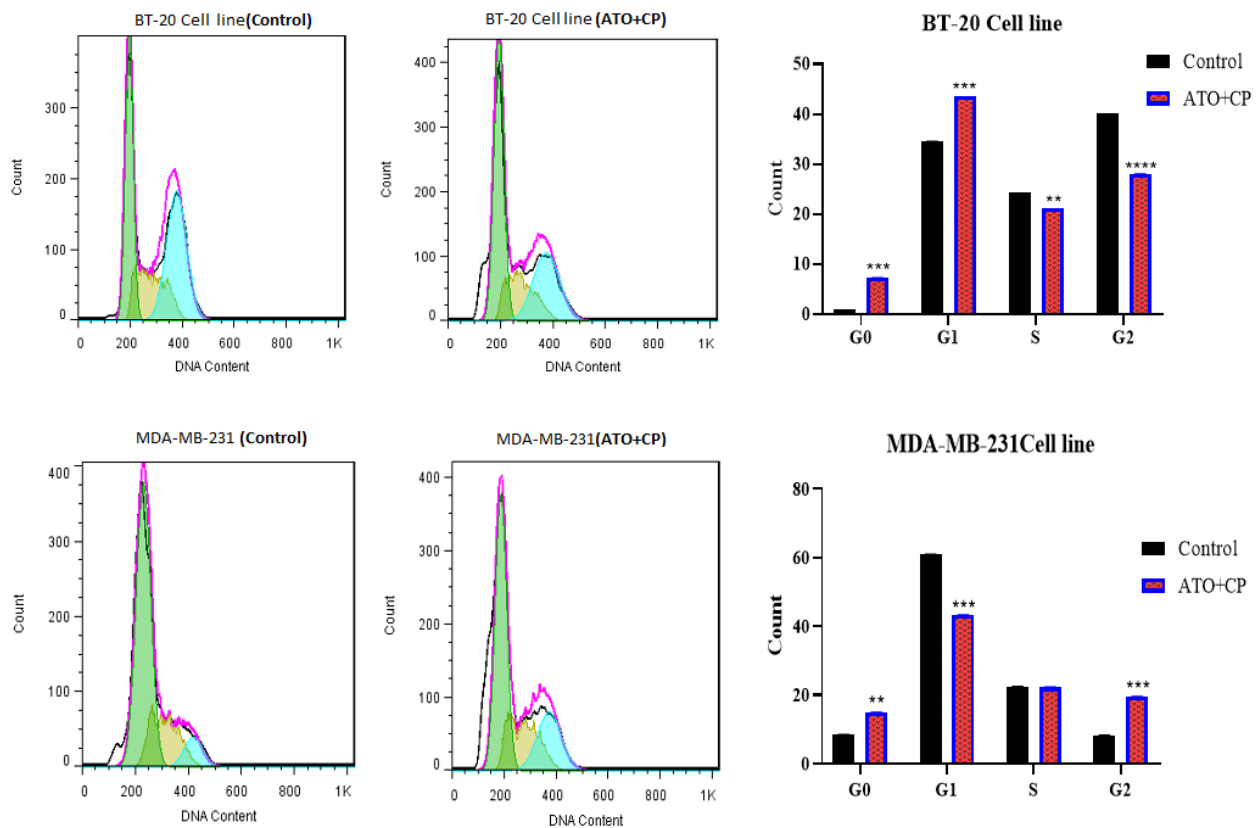 BT-20 Cell line(Control)
Count
300
200
100
0
0 200 400 600 800 1K
DNA Content
BT-20 Cell line (ATO+CP)
Count
400
300
200
100
0
0 200 400 600 800 1K
DNA Content
BT-20 Cell line
Control
ATO+CP
Count
50
40
30
20
10
0
***
***
**
****
G0 G1 S G2
MDA-MB-231 (Control)
Count
400
300
200
100
0
0 200 400 600 800 1K
DNA Content
MDA-MB-231(ATO+CP)
Count
400
300
200
100
0
0 200 400 600 800 1K
DNA Content
MDA-MB-231Cell line
Control
ATO+CP
Count
80
60
40
20
0
**
***
***
G0 G1 S G2